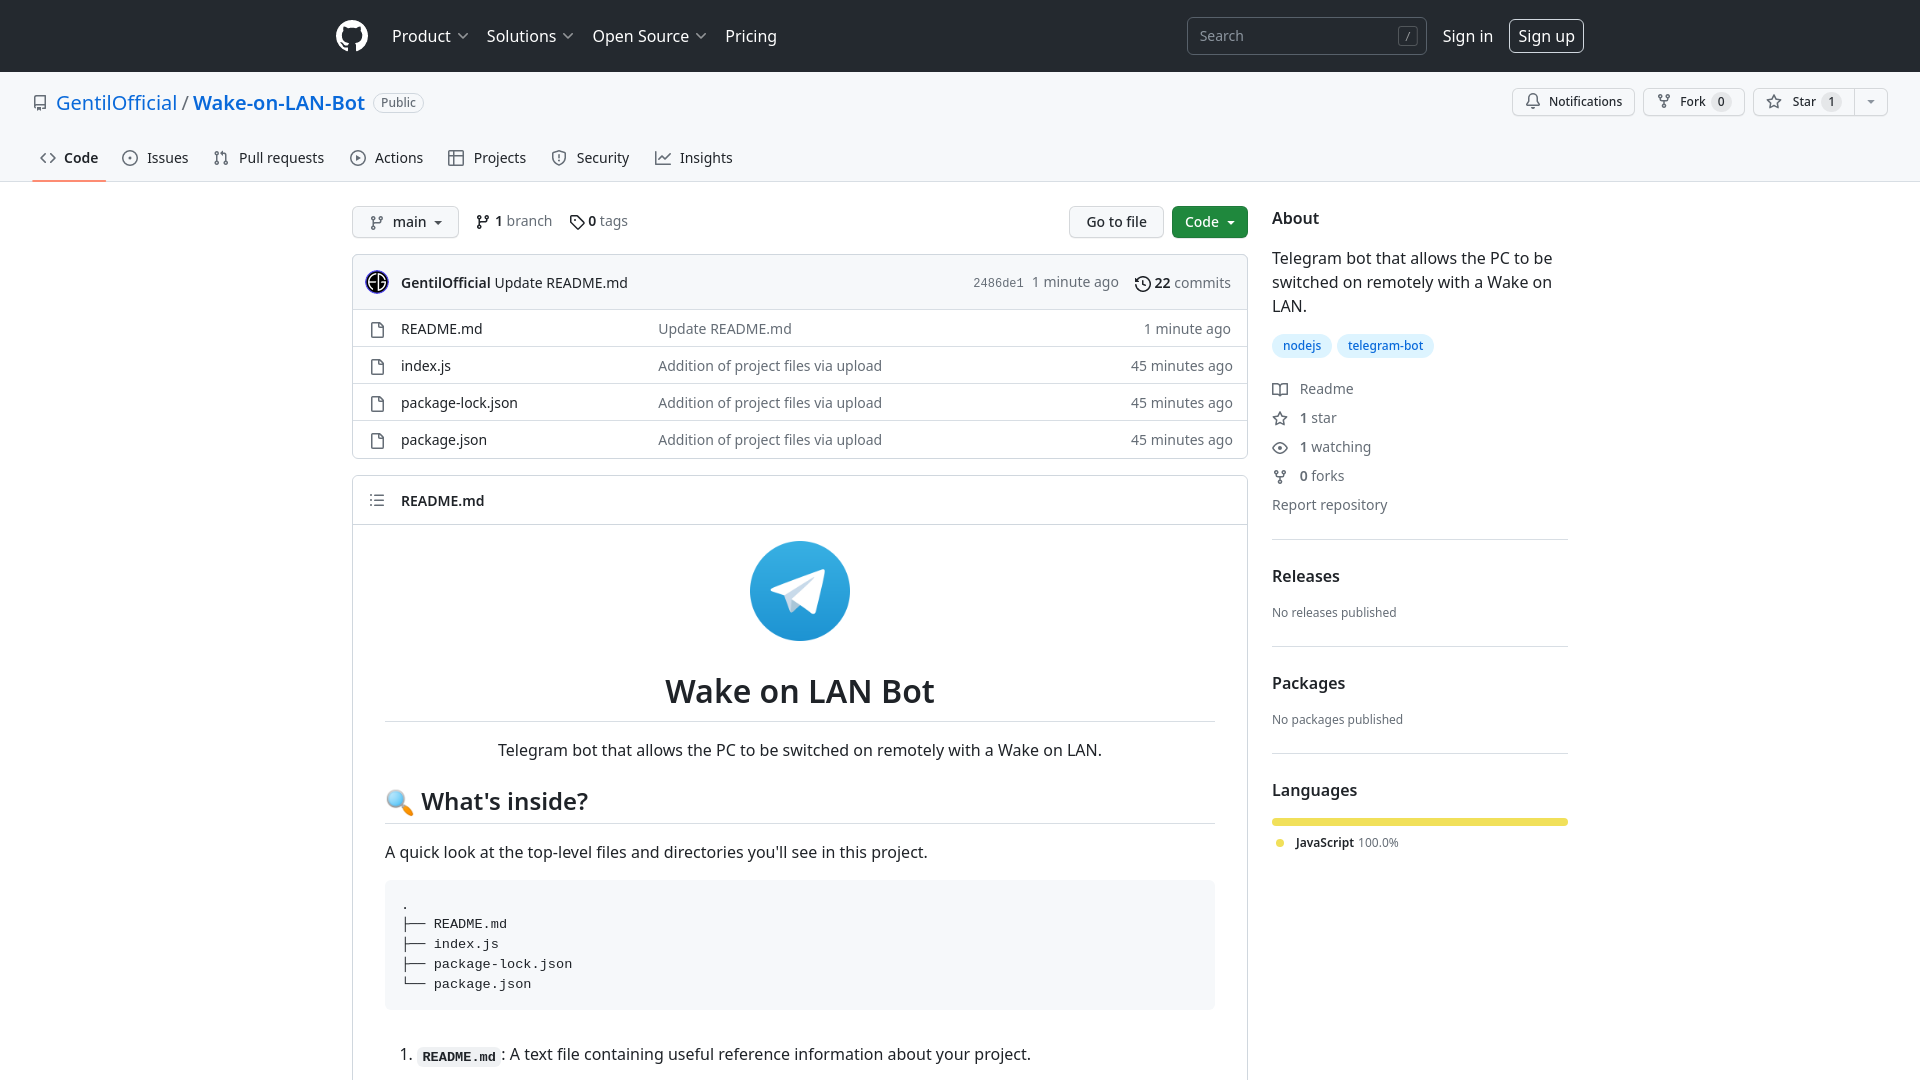 Product Solutions Open Source Pricing Search / Sign in Sign up
GentilOfficial / Wake-on-LAN-Bot Public Notifications Fork 0 Star 1
Code Issues Pull requests Actions Projects Security Insights
main 1 branch 0 tags Go to file Code
GentilOfficial Update README.md 2486de1 1 minute ago 22 commits
README.md Update README.md 1 minute ago
index.js Addition of project files via upload 45 minutes ago
package-lock.json Addition of project files via upload 45 minutes ago
package.json Addition of project files via upload 45 minutes ago
README.md
Wake on LAN Bot
Telegram bot that allows the PC to be switched on remotely with a Wake on LAN.
🔍 What's inside?
A quick look at the top-level files and directories you'll see in this project.
.
├── README.md
├── index.js
├── package-lock.json
└── package.json
1. README.md: A text file containing useful reference information about your project.
About
Telegram bot that allows the PC to be
switched on remotely with a Wake on
LAN.
nodejs telegram-bot
Readme
1 star
1 watching
0 forks
Report repository
Releases
No releases published
Packages
No packages published
Languages
JavaScript 100.0%